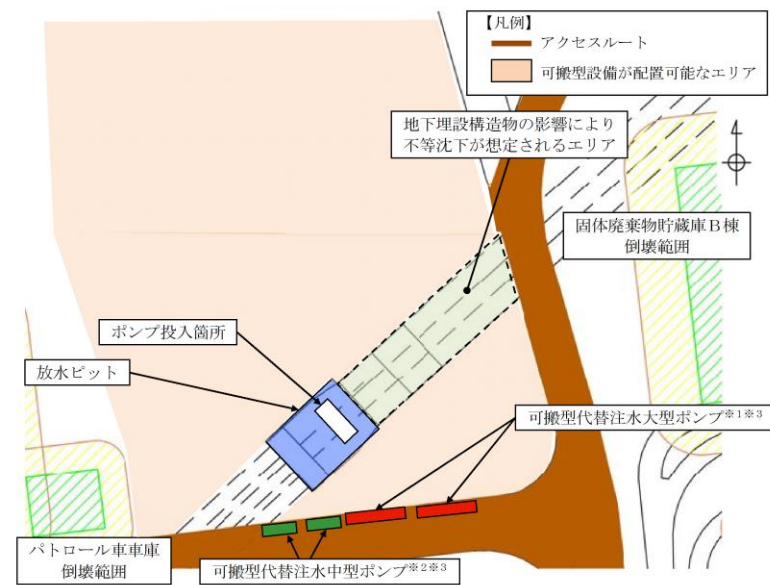 【凡例】
アクセスルート
可搬型設備が配置可能なエリア
地下埋設構造物の影響により
不等沈下が想定されるエリア
固体廃棄物貯蔵庫B棟
倒壊範囲
ポンプ投入箇所
放水ピット
可搬型代替注水大型ポンプ※1※3
パトロール車車庫
倒壊範囲
可搬型代替注水中型ポンプ※2※3